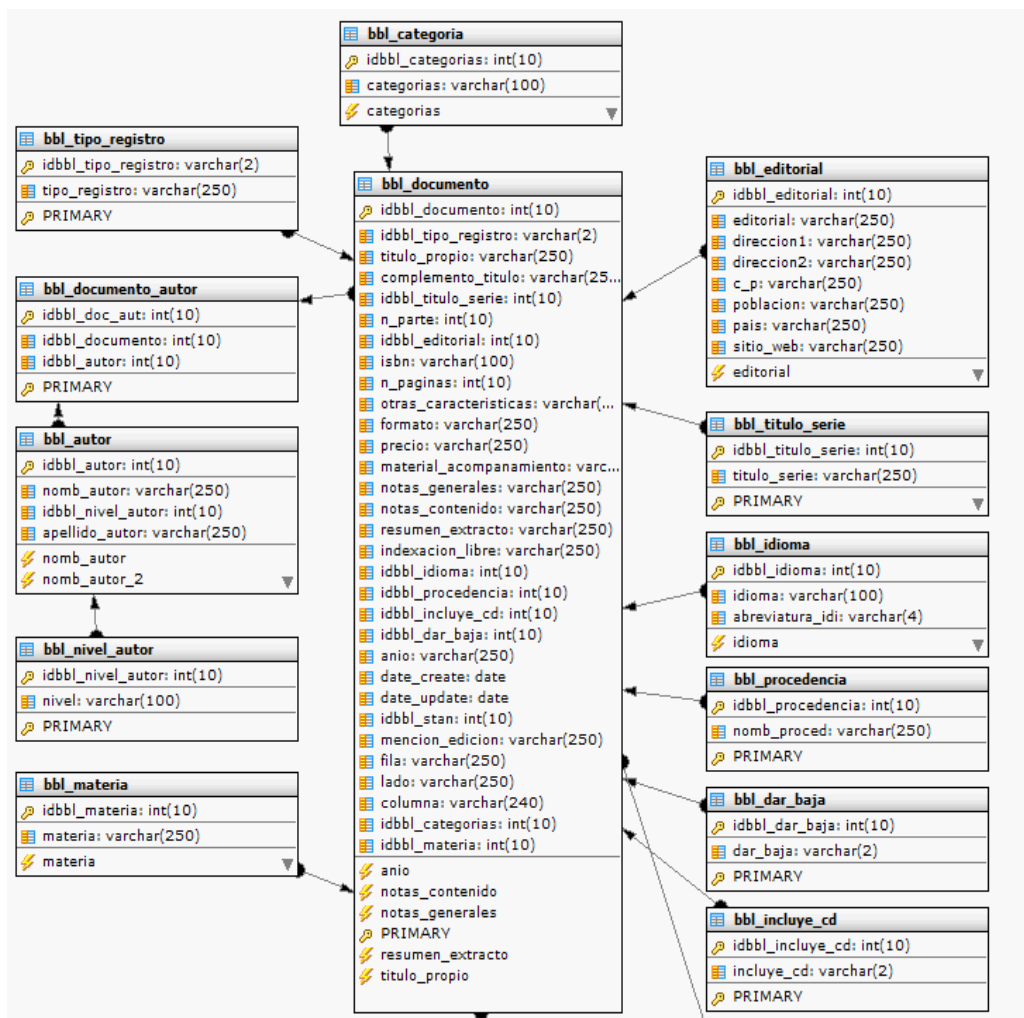 bbl_categoria
idbbl_categorias: int(10)
categorias: varchar(100)
categorias
bbl_tipo_registro
idbbl_tipo_registro: varchar(2)
tipo_registro: varchar(250)
PRIMARY
bbl_documento_autor
idbbl_doc_aut: int(10)
idbbl_documento: int(10)
idbbl_autor: int(10)
PRIMARY
bbl_autor
idbbl_autor: int(10)
nomb_autor: varchar(250)
idbbl_nivel_autor: int(10)
apellido_autor: varchar(250)
nomb_autor
nomb_autor_2
bbl_nivel_autor
idbbl_nivel_autor: int(10)
nivel: varchar(100)
PRIMARY
bbl_materia
idbbl_materia: int(10)
materia: varchar(250)
materia
bbl_documento
idbbl_documento: int(10)
idbbl_tipo_registro: varchar(2)
titulo_propio: varchar(250)
complemento_titulo: varchar(25...
idbbl_titulo_serie: int(10)
n_parte: int(10)
idbbl_editorial: int(10)
isbn: varchar(100)
n_paginas: int(10)
otras_caracteristicas: varchar(...
formato: varchar(250)
precio: varchar(250)
material_acompanamiento: varc...
notas_generales: varchar(250)
notas_contenido: varchar(250)
resumen_extracto: varchar(250)
indexacion_libre: varchar(250)
idbbl_idioma: int(10)
idbbl_procedencia: int(10)
idbbl_incluye_cd: int(10)
idbbl_dar_baja: int(10)
anio: varchar(250)
date_create: date
date_update: date
idbbl_stan: int(10)
mencion_edicion: varchar(250)
fila: varchar(250)
lado: varchar(250)
columna: varchar(240)
idbbl_categorias: int(10)
idbbl_materia: int(10)
anio
notas_contenido
notas_generales
PRIMARY
resumen_extracto
titulo_propio
bbl_editorial
idbbl_editorial: int(10)
editorial: varchar(250)
direccion1: varchar(250)
direccion2: varchar(250)
c_p: varchar(250)
poblacion: varchar(250)
pais: varchar(250)
sitio_web: varchar(250)
editorial
bbl_titulo_serie
idbbl_titulo_serie: int(10)
titulo_serie: varchar(250)
PRIMARY
bbl_idioma
idbbl_idioma: int(10)
idioma: varchar(100)
abreviatura_idi: varchar(4)
idioma
bbl_procedencia
idbbl_procedencia: int(10)
nomb_proced: varchar(250)
PRIMARY
bbl_dar_baja
idbbl_dar_baja: int(10)
dar_baja: varchar(2)
PRIMARY
bbl_incluye_cd
idbbl_incluye_cd: int(10)
incluye_cd: varchar(2)
PRIMARY